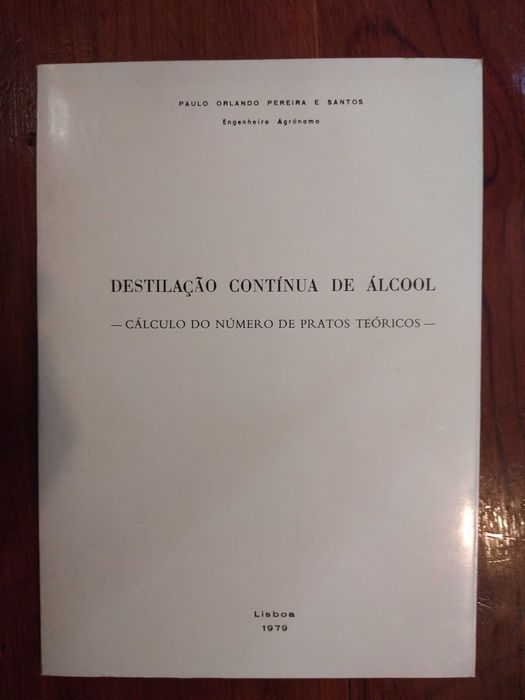 PAULO ORLANDO PEREIRA E SANTOS
Engenheiro Agrónomo
DESTILAÇÃO CONTÍNUA DE ÁLCOOL
— CÁLCULO DO NÚMERO DE PRATOS TEÓRICOS —
Lisboa
1979